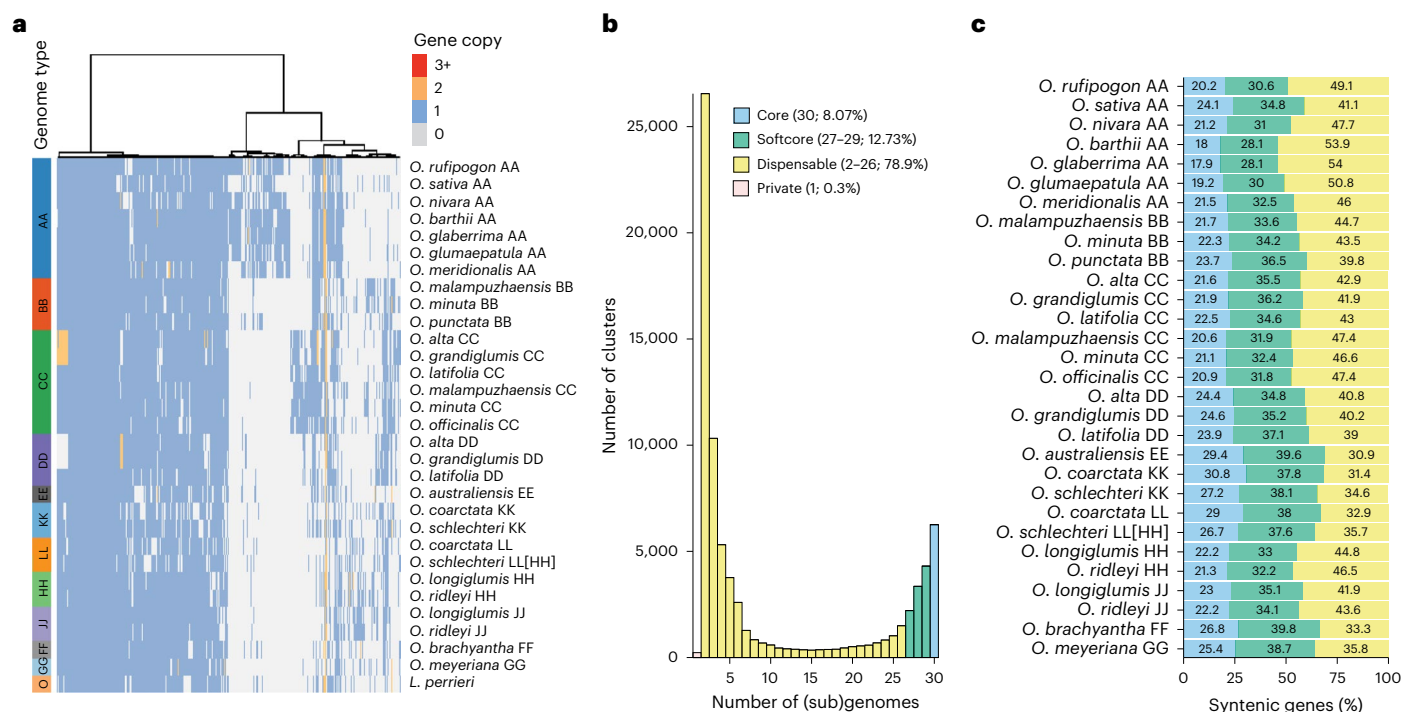 a
Genome type
Gene copy
3+
2
1
0
AA
BB
CC
DD
EE
KK
LL
HH
JJ
FF
GG
O
O. rufipogon AA
O. sativa AA
O. nivara AA
O. barthii AA
O. glaberrima AA
O. glumaepatula AA
O. meridionalis AA
O. malampuzhaensis BB
O. minuta BB
O. punctata BB
O. alta CC
O. grandiglumis CC
O. latifolia CC
O. malampuzhaensis CC
O. minuta CC
O. officinalis CC
O. alta DD
O. grandiglumis DD
O. latifolia DD
O. australiensis EE
O. coarctata KK
O. schlechteri KK
O. coarctata LL
O. schlechteri LL[HH]
O. longiglumis HH
O. ridleyi HH
O. longiglumis JJ
O. ridleyi JJ
O. brachyantha FF
O. meyeriana GG
L. perrieri
b
Number of clusters
25,000
20,000
15,000
10,000
5,000
0
Core (30; 8.07%)
Softcore (27–29; 12.73%)
Dispensable (2–26; 78.9%)
Private (1; 0.3%)
5 10 15 20 25 30
Number of (sub)genomes
c
O. rufipogon AA 20.2 30.6 49.1
O. sativa AA 24.1 34.8 41.1
O. nivara AA 21.2 31 47.7
O. barthii AA 18 28.1 53.9
O. glaberrima AA 17.9 28.1 54
O. glumaepatula AA 19.2 30 50.8
O. meridionalis AA 21.5 32.5 46
O. malampuzhaensis BB 21.7 33.6 44.7
O. minuta BB 22.3 34.2 43.5
O. punctata BB 23.7 36.5 39.8
O. alta CC 21.6 35.5 42.9
O. grandiglumis CC 21.9 36.2 41.9
O. latifolia CC 22.5 34.6 43
O. malampuzhaensis CC 20.6 31.9 47.4
O. minuta CC 21.1 32.4 46.6
O. officinalis CC 20.9 31.8 47.4
O. alta DD 24.4 34.8 40.8
O. grandiglumis DD 24.6 35.2 40.2
O. latifolia DD 23.9 37.1 39
O. australiensis EE 29.4 39.6 30.9
O. coarctata KK 30.8 37.8 31.4
O. schlechteri KK 27.2 38.1 34.6
O. coarctata LL 29 38 32.9
O. schlechteri LL[HH] 26.7 37.6 35.7
O. longiglumis HH 22.2 33 44.8
O. ridleyi HH 21.3 32.2 46.5
O. longiglumis JJ 23 35.1 41.9
O. ridleyi JJ 22.2 34.1 43.6
O. brachyantha FF 26.8 39.8 33.3
O. meyeriana GG 25.4 38.7 35.8
0 25 50 75 100
Syntenic genes (%)